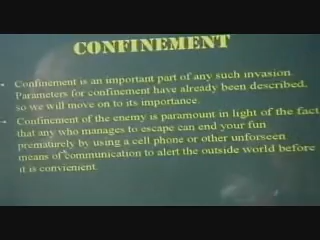 CONFINEMENT
• Confinement is an important part of any such invasion.
Parameters for confinement have already been described,
so we will move on to its importance.
• Confinement of the enemy is paramount in light of the fact
that any who manages to escape can end your fun
prematurely by using a cell phone or other unforseen
means of communication to alert the outside world before
it is convienient.